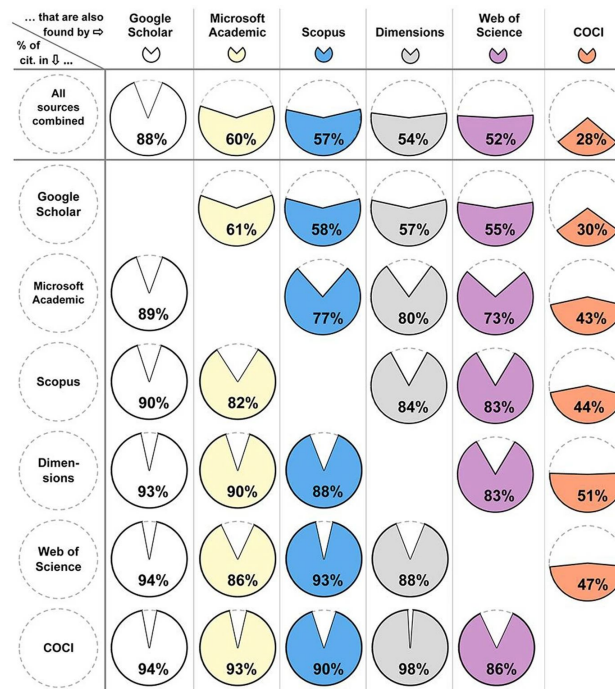 ... that are also
found by ⇨
% of
cit. in ⇩ ...
Google
Scholar
Microsoft
Academic
Scopus
Dimensions
Web of
Science
COCI
All
sources
combined
88%
60%
57%
54%
52%
28%
Google
Scholar
61%
58%
57%
55%
30%
Microsoft
Academic
89%
77%
80%
73%
43%
Scopus
90%
82%
84%
83%
44%
Dimen-
sions
93%
90%
88%
83%
51%
Web of
Science
94%
86%
93%
88%
47%
COCI
94%
93%
90%
98%
86%